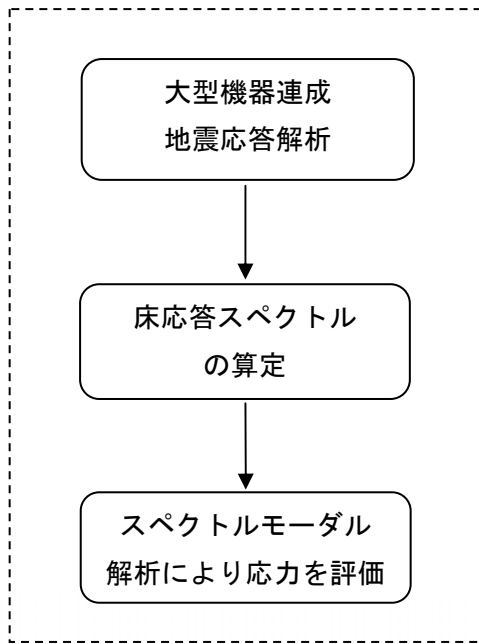 大型機器連成
地震応答解析
床応答スペクトル
の算定
スペクトルモーダル
解析により応力を評価